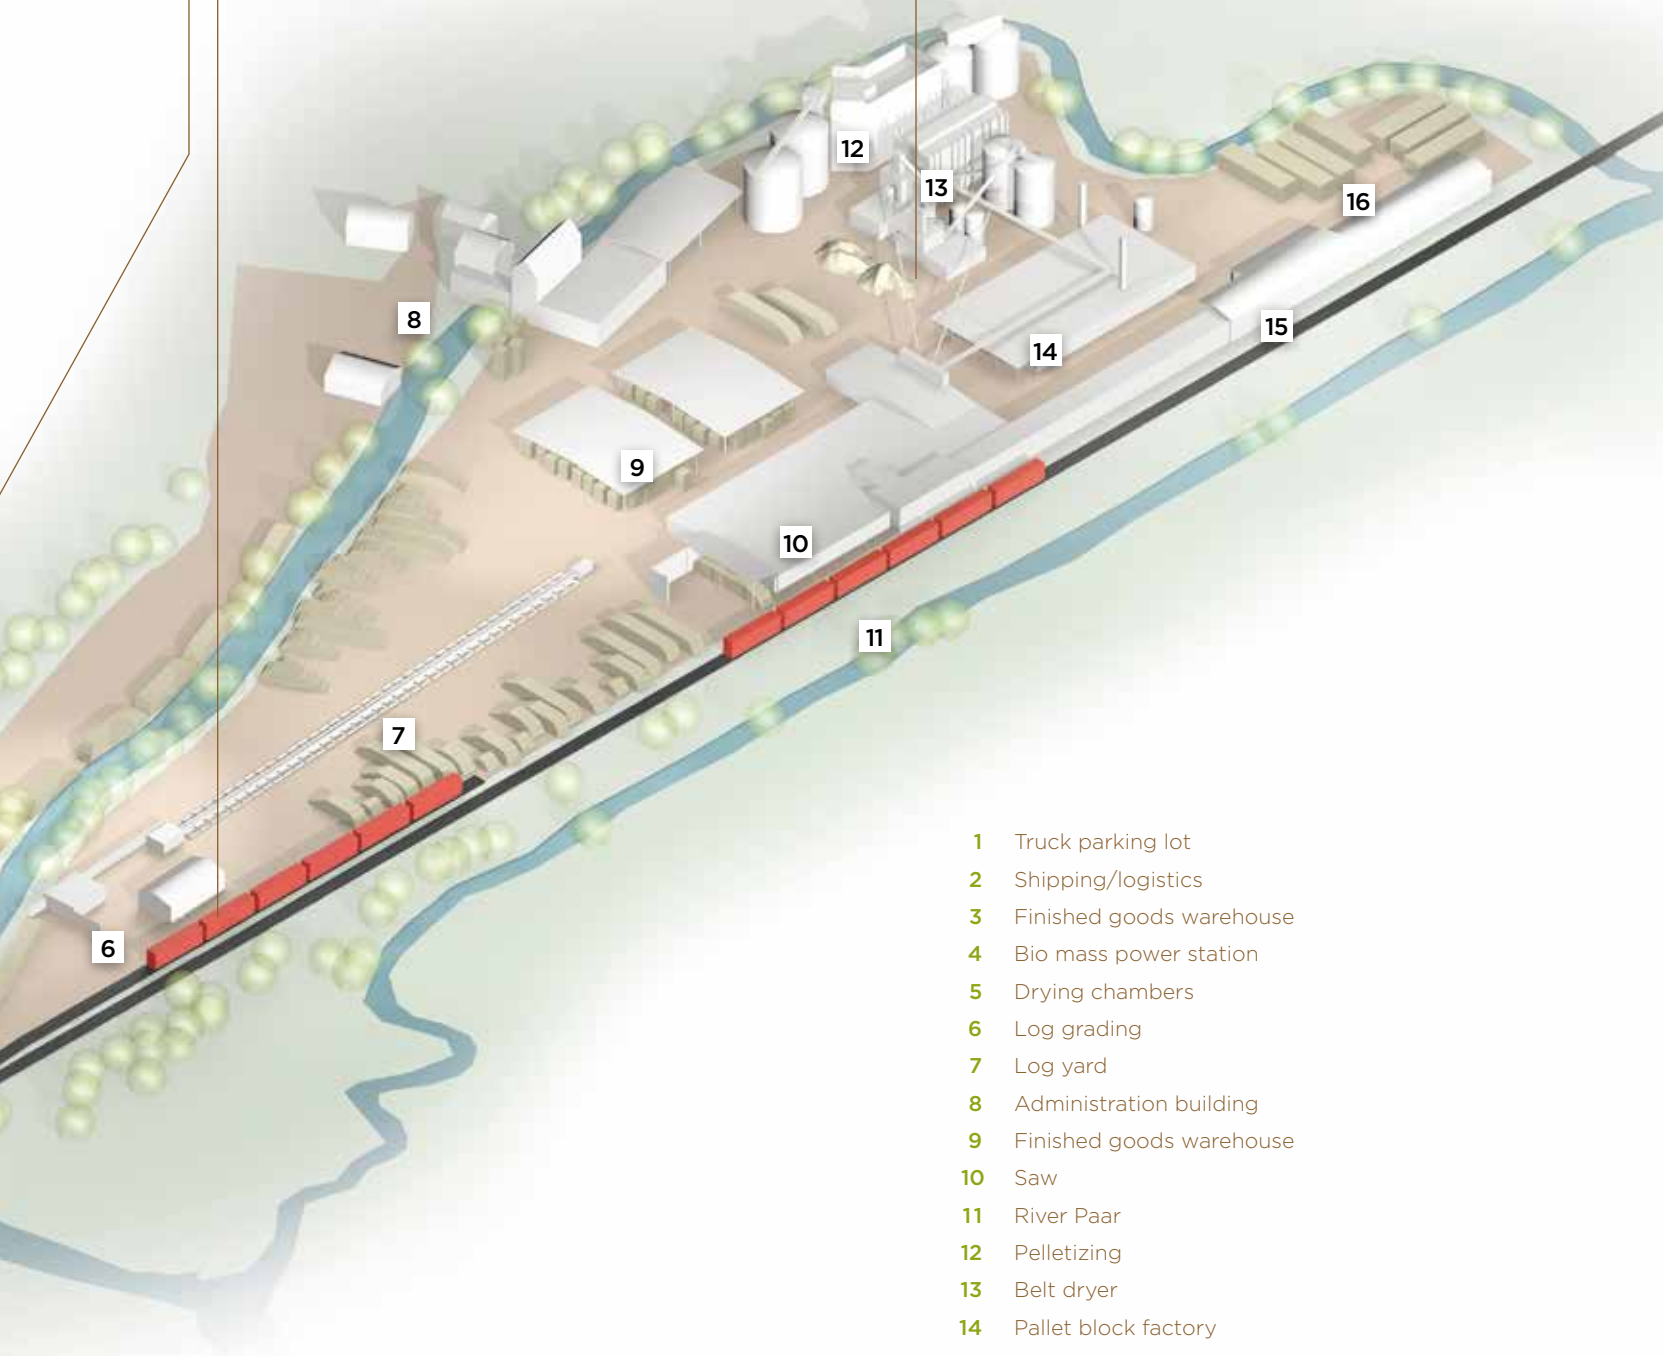 12
13
16
8
15
14
9
10
11
7
6
1 Truck parking lot
2 Shipping/logistics
3 Finished goods warehouse
4 Bio mass power station
5 Drying chambers
6 Log grading
7 Log yard
8 Administration building
9 Finished goods warehouse
10 Saw
11 River Paar
12 Pelletizing
13 Belt dryer
14 Pallet block factory